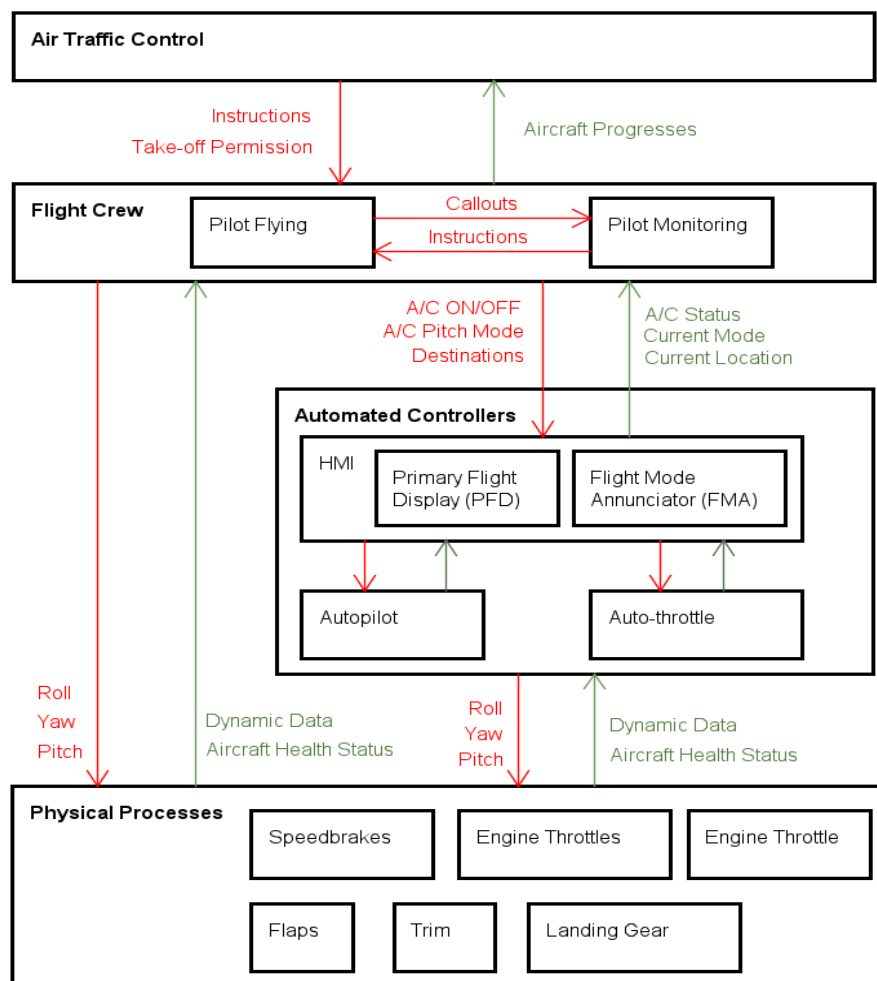 Air Traffic Control
Instructions
Take-off Permission
Aircraft Progresses
Flight Crew
Pilot Flying
Callouts
Instructions
Pilot Monitoring
A/C ON/OFF
A/C Pitch Mode
Destinations
A/C Status
Current Mode
Current Location
Automated Controllers
HMI
Primary Flight
Display (PFD)
Flight Mode
Annunciator (FMA)
Autopilot
Auto-throttle
Roll
Yaw
Pitch
Dynamic Data
Aircraft Health Status
Roll
Yaw
Pitch
Dynamic Data
Aircraft Health Status
Physical Processes
Speedbrakes
Engine Throttles
Engine Throttle
Flaps
Trim
Landing Gear